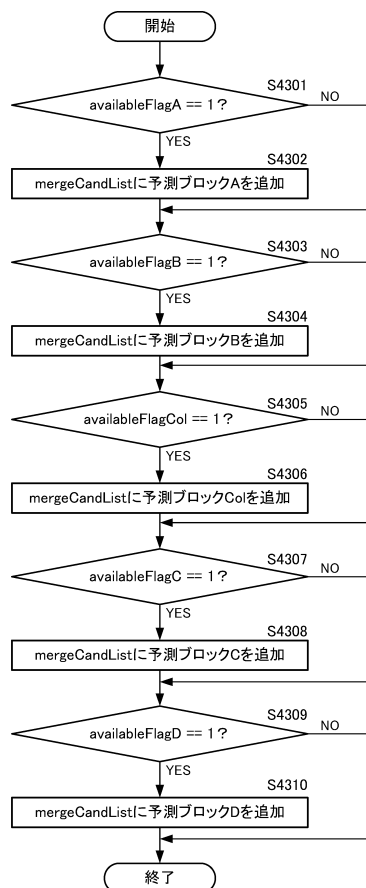 開始
S4301
availableFlagA == 1?
NO
YES
S4302
mergeCandListに予測ブロックAを追加
S4303
availableFlagB == 1?
NO
YES
S4304
mergeCandListに予測ブロックBを追加
S4305
availableFlagCol == 1?
NO
YES
S4306
mergeCandListに予測ブロックColを追加
S4307
availableFlagC == 1?
NO
YES
S4308
mergeCandListに予測ブロックCを追加
S4309
availableFlagD == 1?
NO
YES
S4310
mergeCandListに予測ブロックDを追加
終了